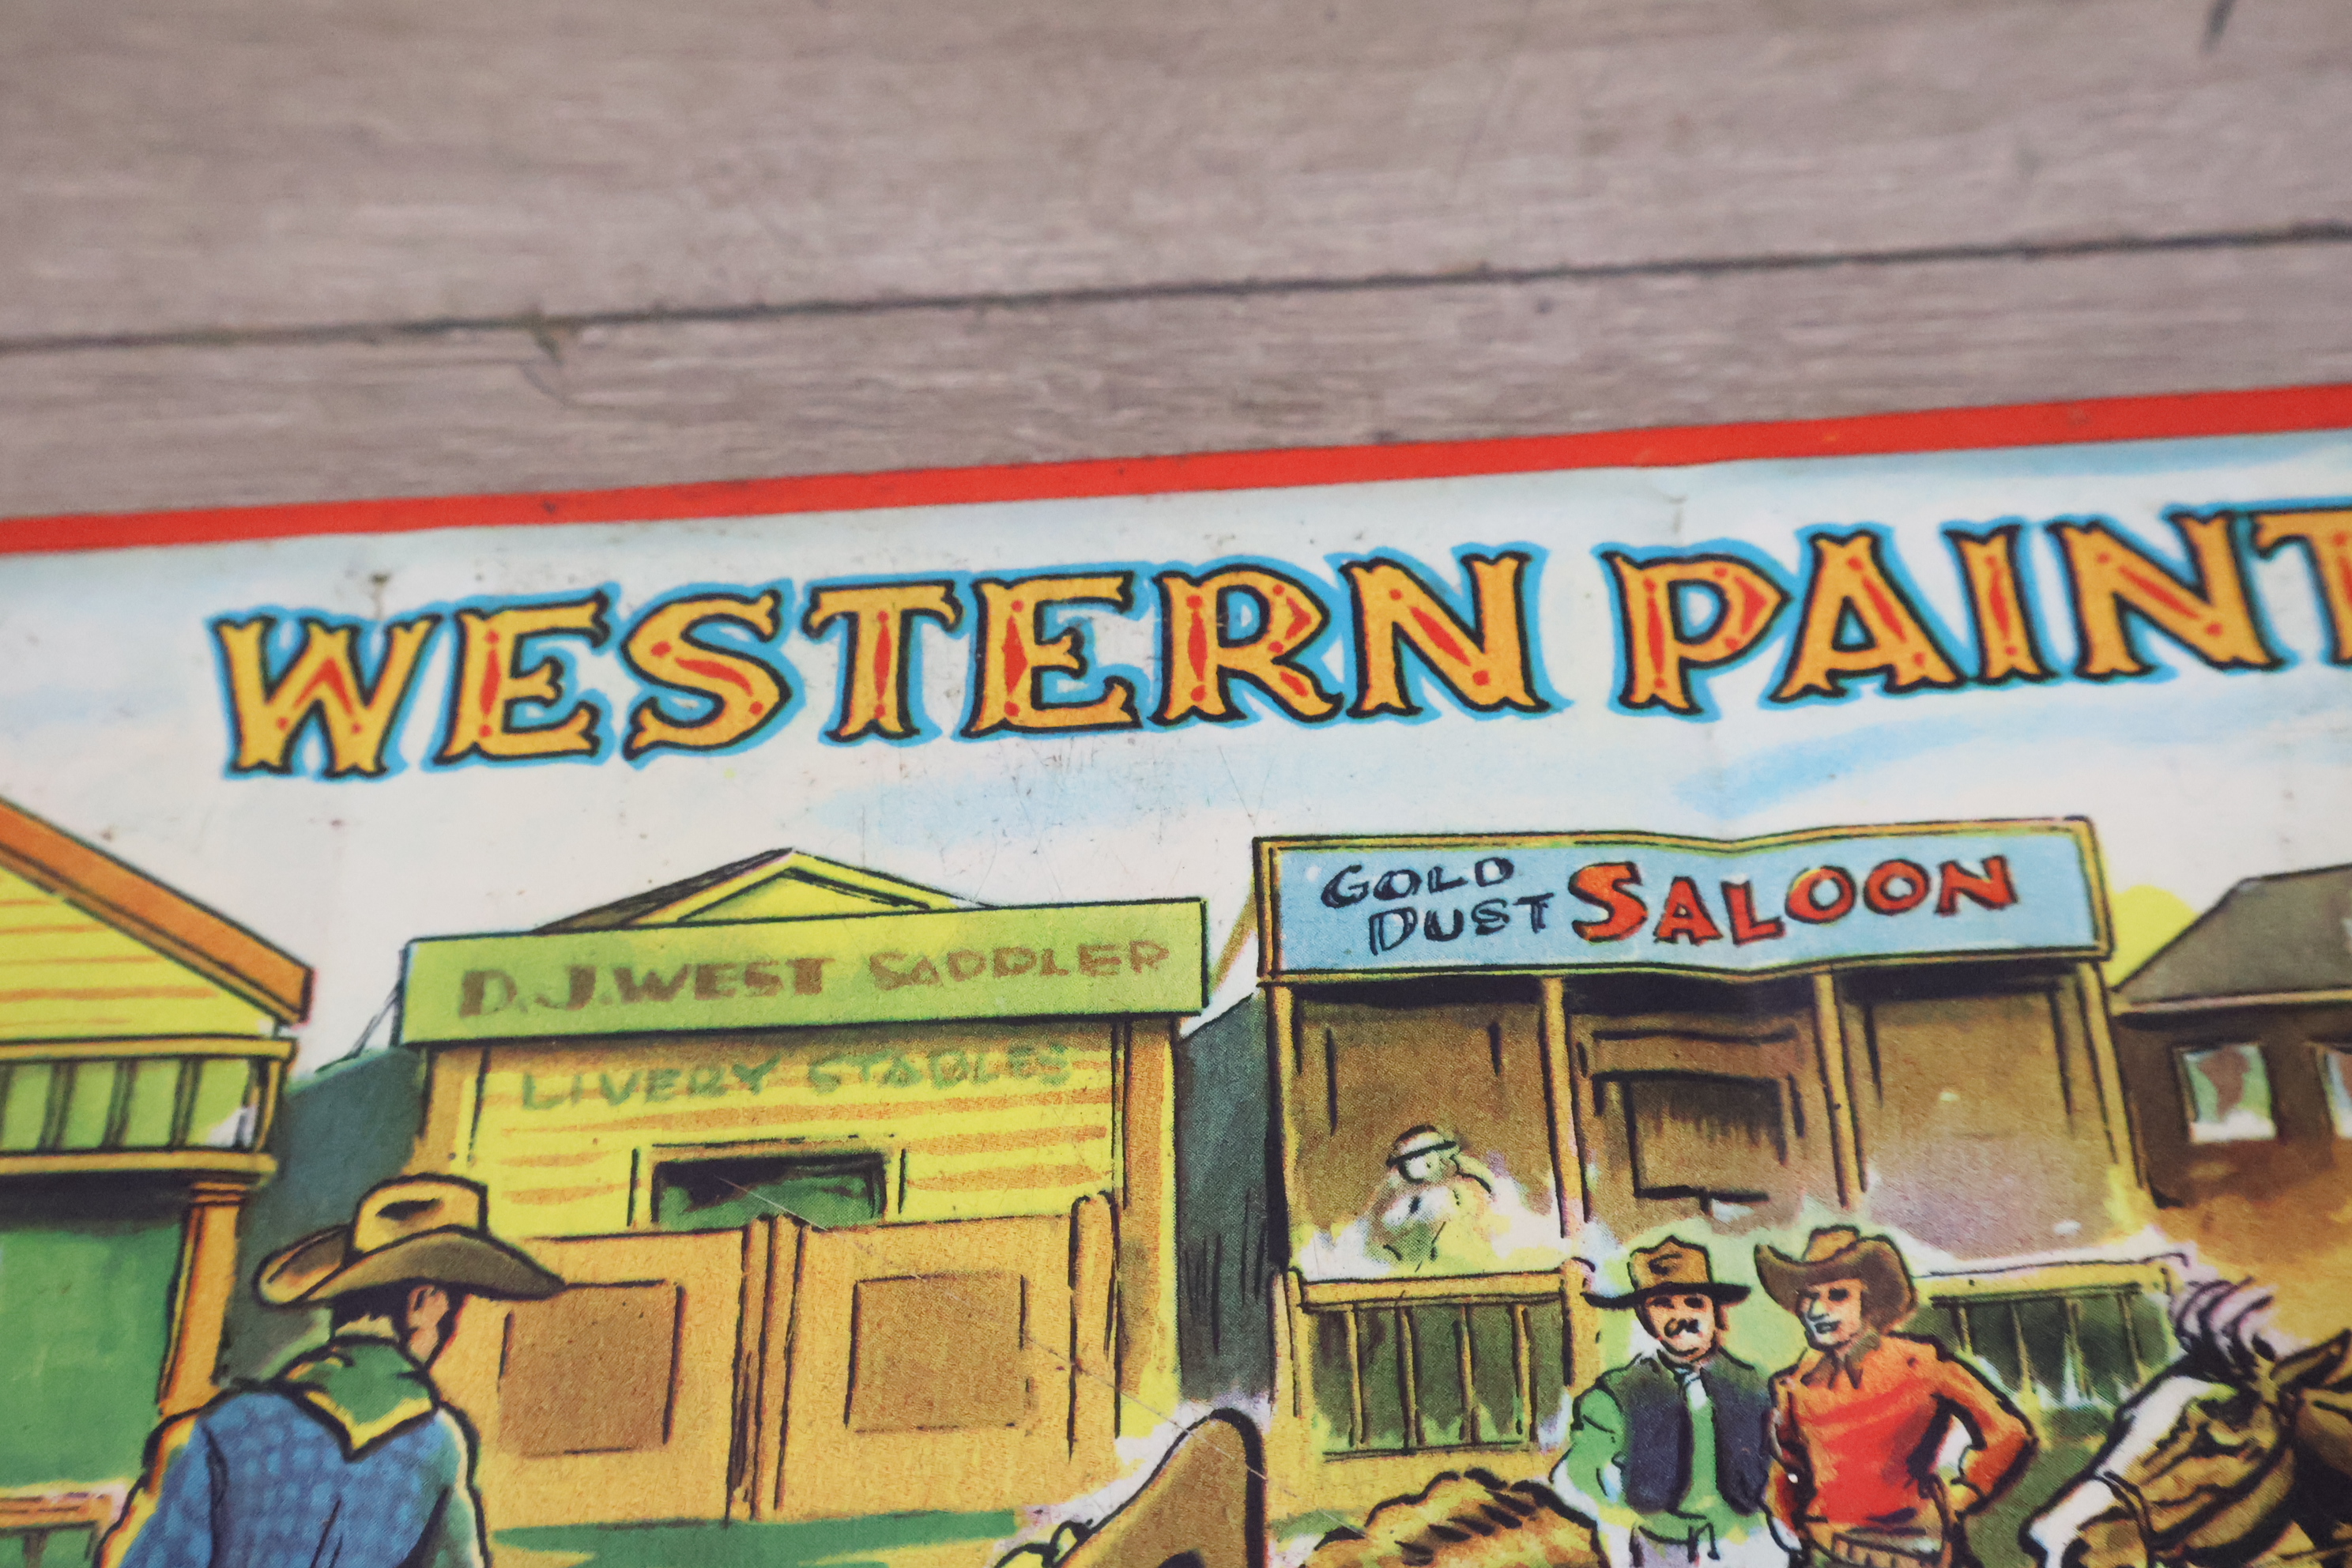 WESTERN PAINT
D.J. WEST SADDLER
LIVERY STABLES
GOLD
DUST SALOON